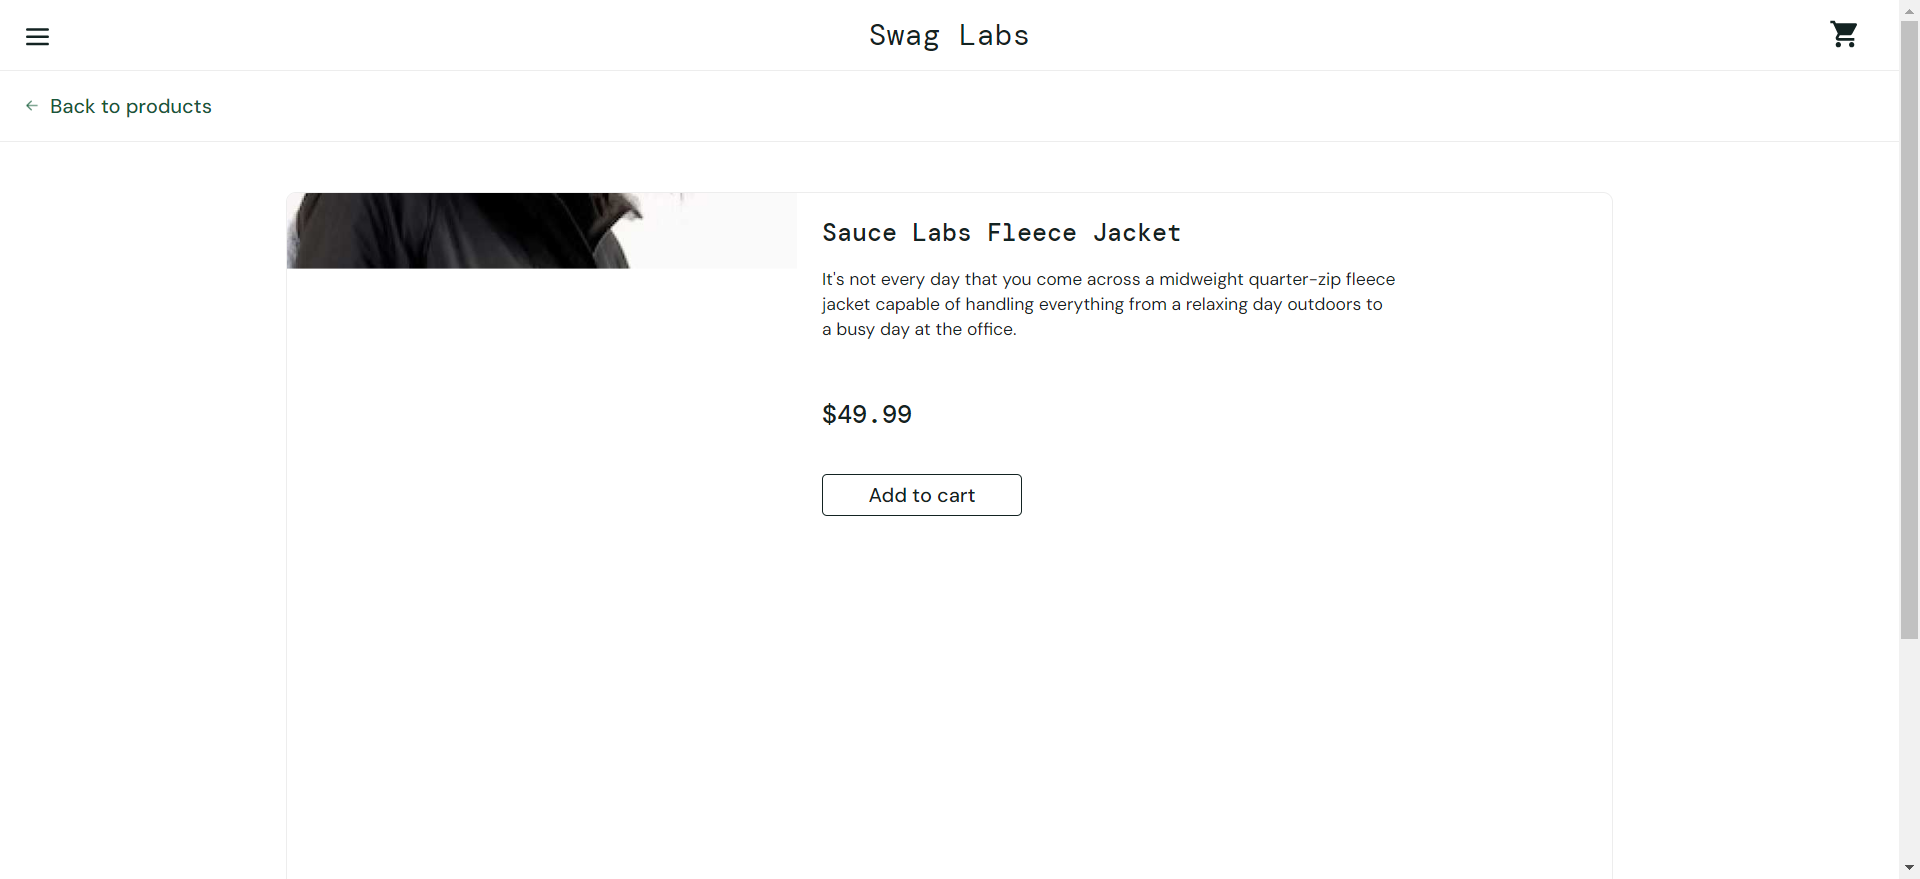 Swag Labs
Back to products
Sauce Labs Fleece Jacket
It's not every day that you come across a midweight quarter-zip fleece
jacket capable of handling everything from a relaxing day outdoors to
a busy day at the office.
$49.99
Add to cart